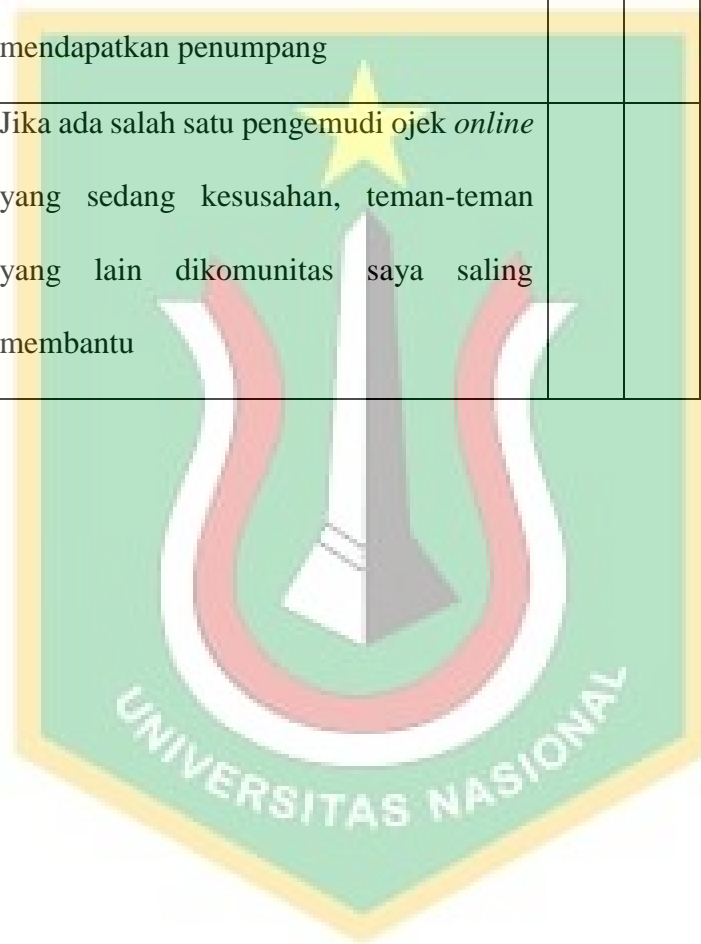 mendapatkan penumpang
Jika ada salah satu pengemudi ojek online
yang sedang kesusahan, teman-teman
yang lain dikomunitas saya saling
membantu
UNIVERSITAS NASIONAL